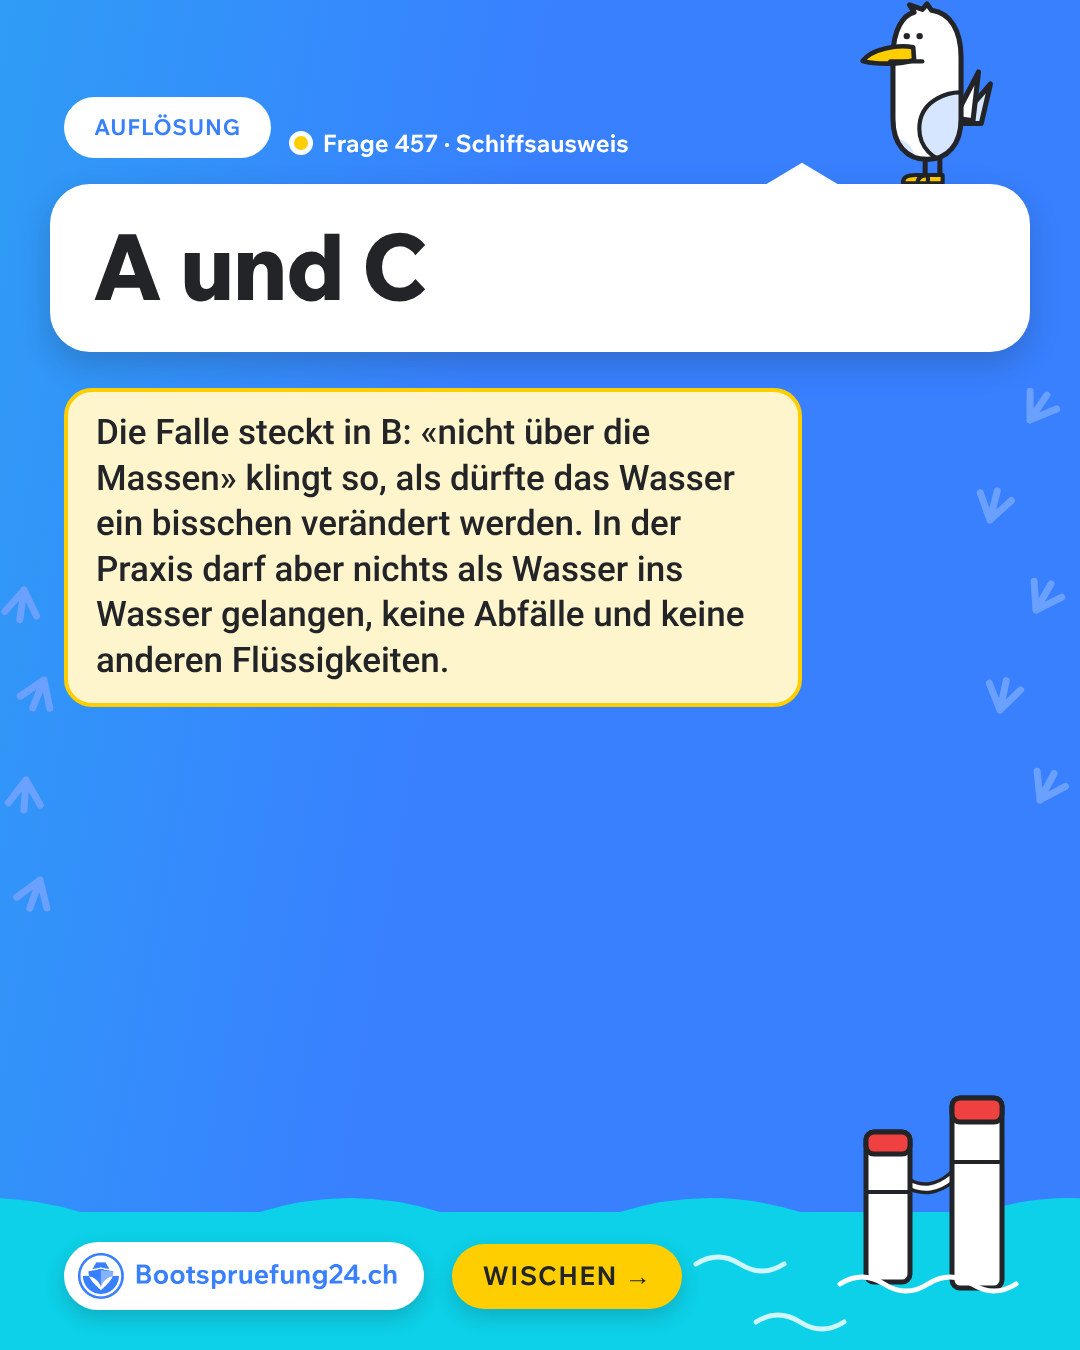 AUFLÖSUNG
Frage 457 · Schiffsausweis
A und C
Die Falle steckt in B: «nicht über die
Massen» klingt so, als dürfte das Wasser
ein bisschen verändert werden. In der
Praxis darf aber nichts als Wasser ins
Wasser gelangen, keine Abfälle und keine
anderen Flüssigkeiten.
Bootspruefung24.ch
WISCHEN →